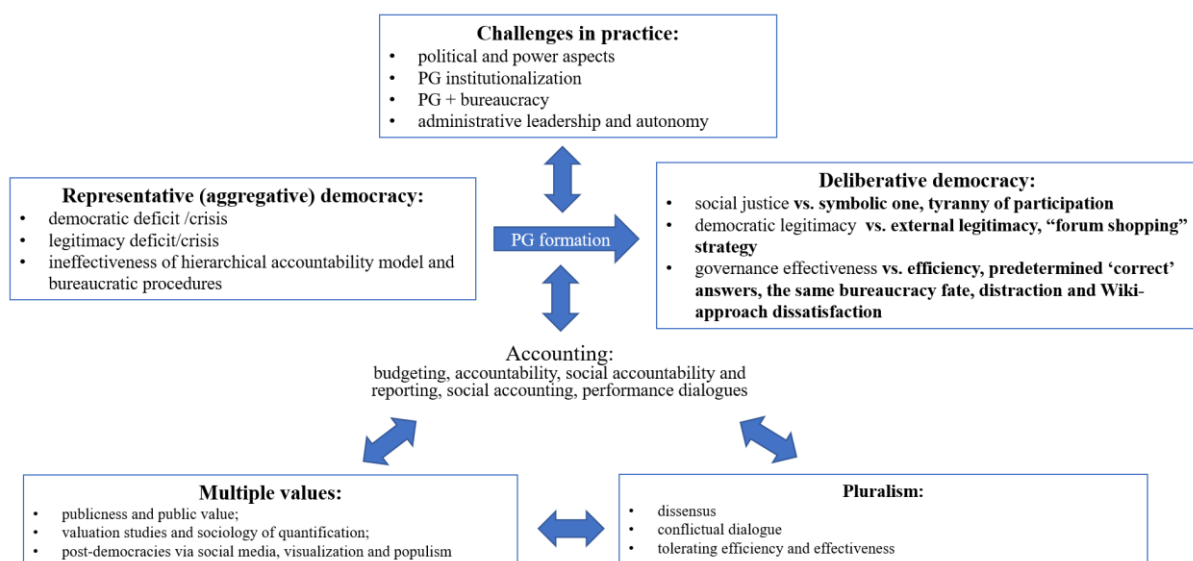 Challenges in practice:
• political and power aspects
• PG institutionalization
• PG + bureaucracy
• administrative leadership and autonomy
Representative (aggregative) democracy:
• democratic deficit /crisis
• legitimacy deficit/crisis
• ineffectiveness of hierarchical accountability model and
bureaucratic procedures
PG formation
Deliberative democracy:
• social justice vs. symbolic one, tyranny of participation
• democratic legitimacy vs. external legitimacy, “forum shopping”
strategy
• governance effectiveness vs. efficiency, predetermined ‘correct’
answers, the same bureaucracy fate, distraction and Wiki-
approach dissatisfaction
Accounting:
budgeting, accountability, social accountability and
reporting, social accounting, performance dialogues
Multiple values:
• publicness and public value;
• valuation studies and sociology of quantification;
• post-democracies via social media, visualization and populism
Pluralism:
• dissensus
• conflictual dialogue
• tolerating efficiency and effectiveness